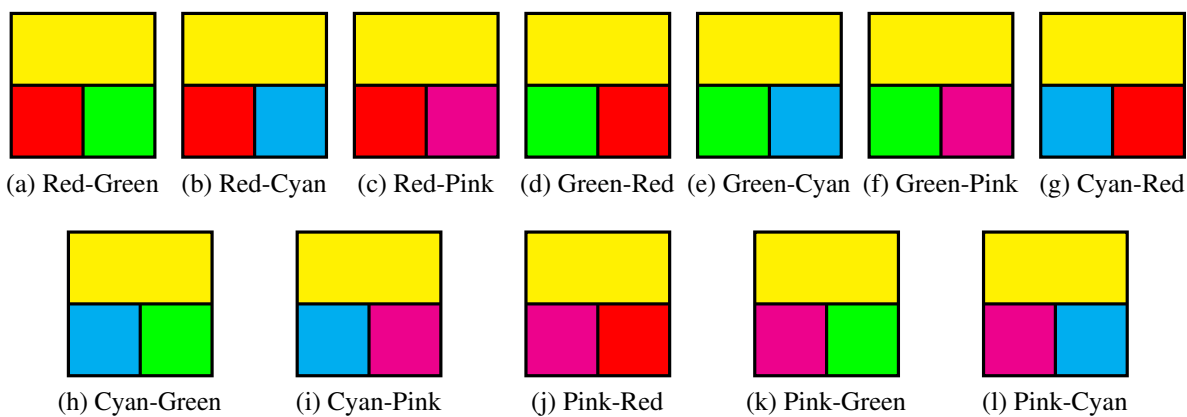 (a) Red-Green (b) Red-Cyan (c) Red-Pink (d) Green-Red (e) Green-Cyan (f) Green-Pink (g) Cyan-Red
(h) Cyan-Green (i) Cyan-Pink (j) Pink-Red (k) Pink-Green (l) Pink-Cyan